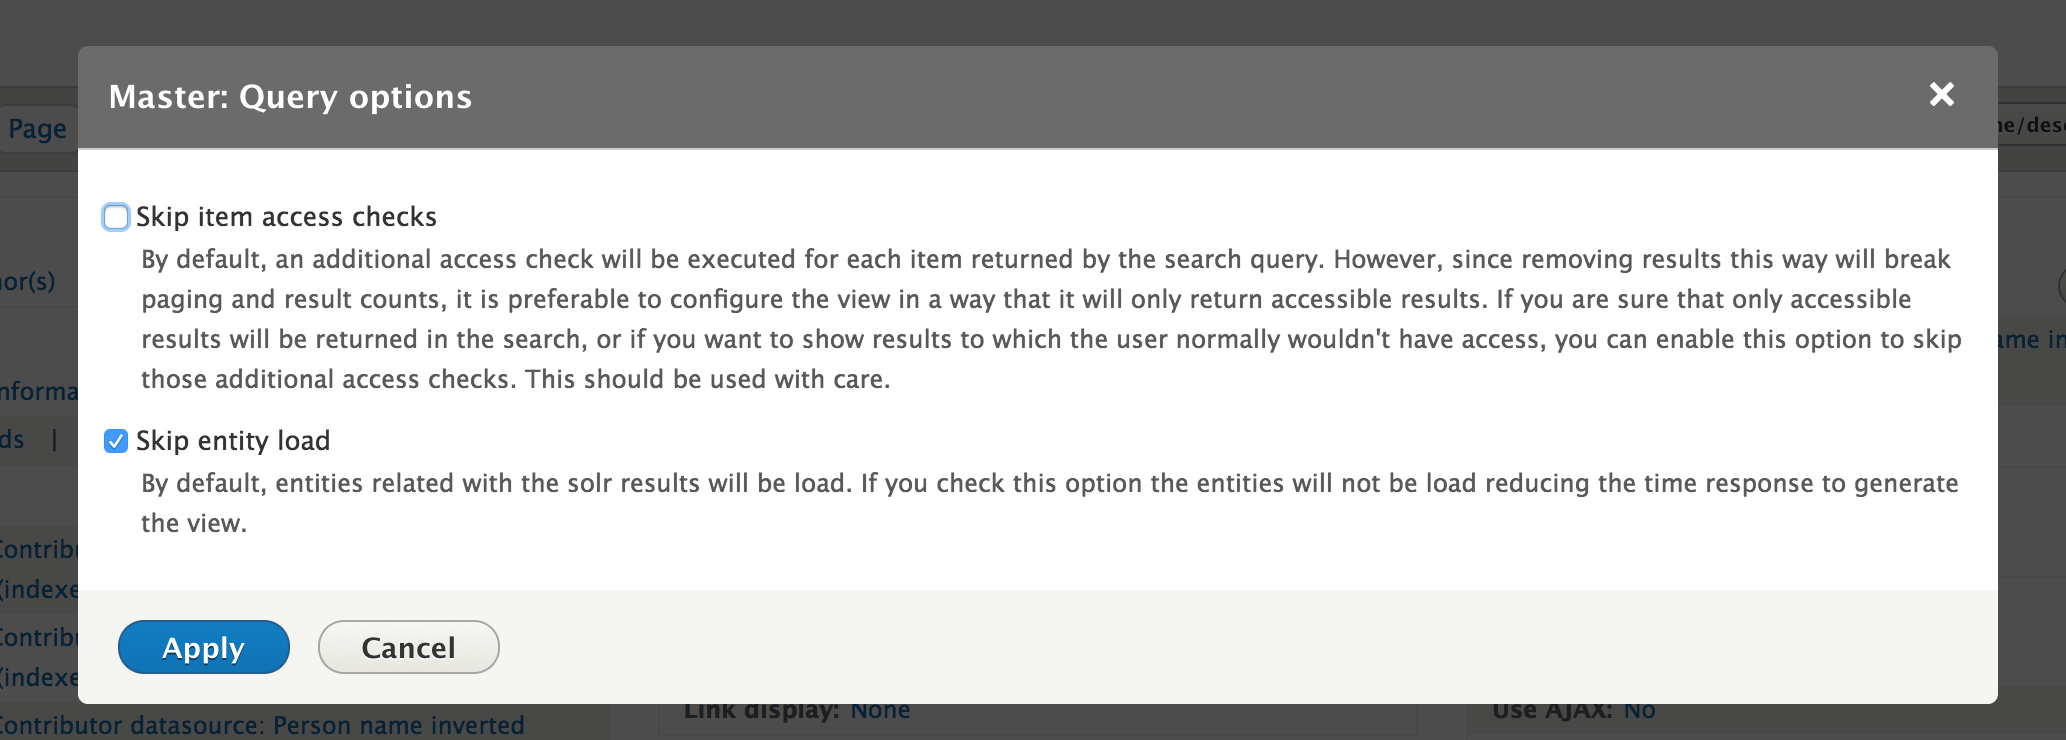 Master: Query options
Page
Skip item access checks
By default, an additional access check will be executed for each item returned by the search query. However, since removing results this way will break
paging and result counts, it is preferable to configure the view in a way that it will only return accessible results. If you are sure that only accessible
results will be returned in the search, or if you want to show results to which the user normally wouldn't have access, you can enable this option to skip
those additional access checks. This should be used with care.
Skip entity load
By default, entities related with the solr results will be load. If you check this option the entities will not be load reducing the time response to generate
the view.
Apply
Cancel
Link display: None
Use AJAX: No
Contributor datasource: Person name inverted